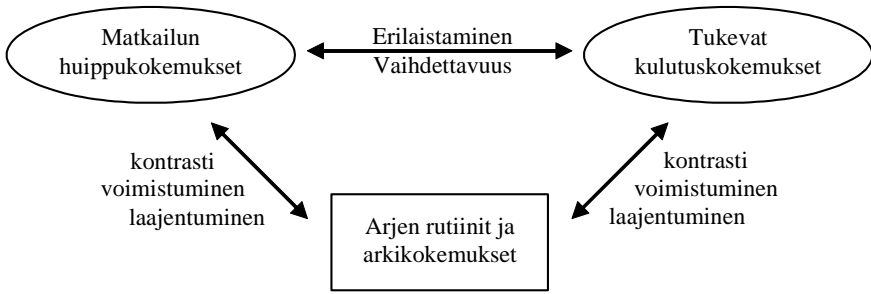 Matkailun
huippukokemukset
Erilaistaminen
Vaihdettavuus
Tukevat
kulutuskokemukset
kontrasti
voimistuminen
laajentuminen
kontrasti
voimistuminen
laajentuminen
Arjen rutiinit ja
arkikokemukset